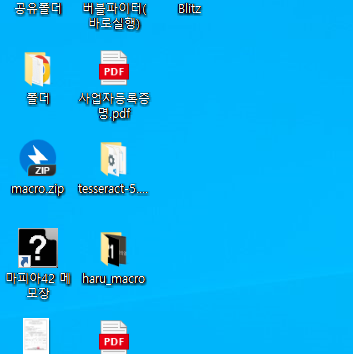 공유폴더
버블파이터(
바로실행)
Blitz
폴더
PDF
사업자등록증
명.pdf
ZIP
macro.zip
tesseract-5....
?
마피아42 메
모장
haru_macro
PDF